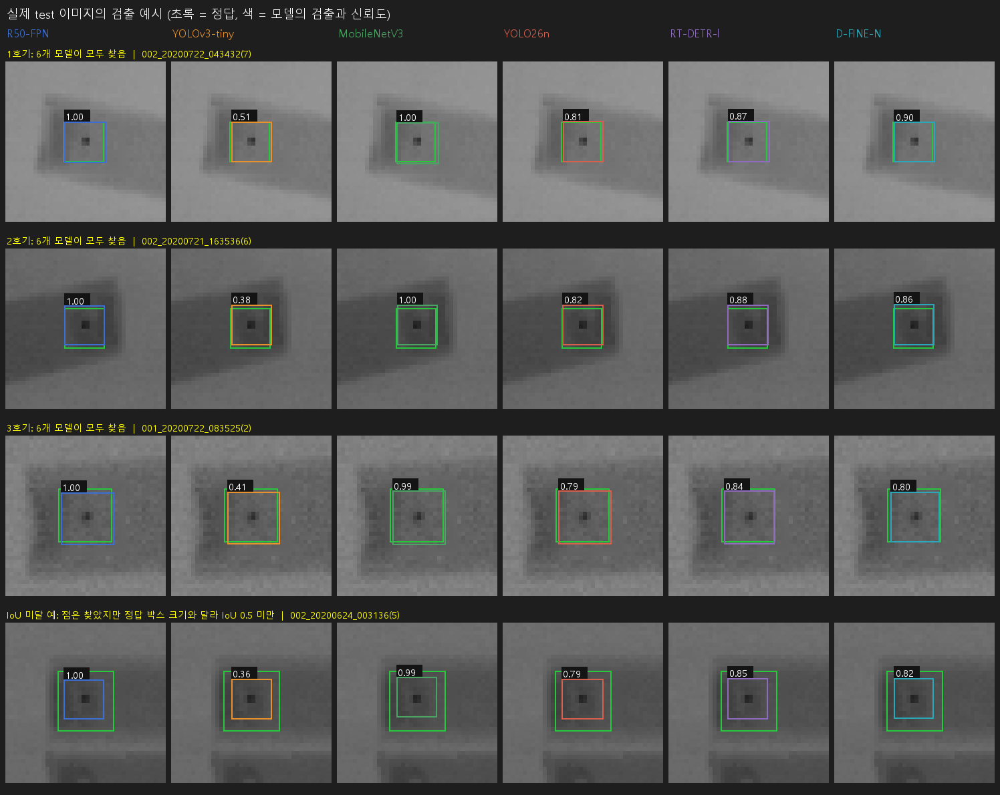 실제 test 이미지의 검출 예시 (초록 = 정답, 색 = 모델의 검출과 신뢰도)
R50-FPN YOLOv3-tiny MobileNetV3 YOLO26n RT-DETR-l D-FINE-N
1호기: 6개 모델이 모두 찾음 | 002_20200722_043432(7)
1.00 0.51 1.00 0.81 0.87 0.90
2호기: 6개 모델이 모두 찾음 | 002_20200721_163536(6)
1.00 0.38 1.00 0.82 0.88 0.86
3호기: 6개 모델이 모두 찾음 | 001_20200722_083525(2)
1.00 0.41 0.99 0.79 0.84 0.80
IoU 미달 예: 점은 찾았지만 정답 박스 크기와 달라 IoU 0.5 미만 | 002_20200624_003136(5)
1.00 0.36 0.99 0.79 0.85 0.82